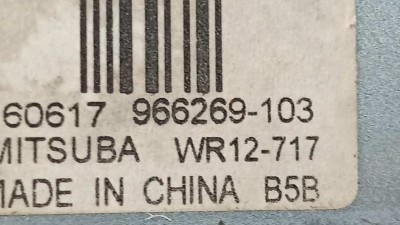 60617 966269-103
MITSUBA WR12-717
MADE IN CHINA B5B